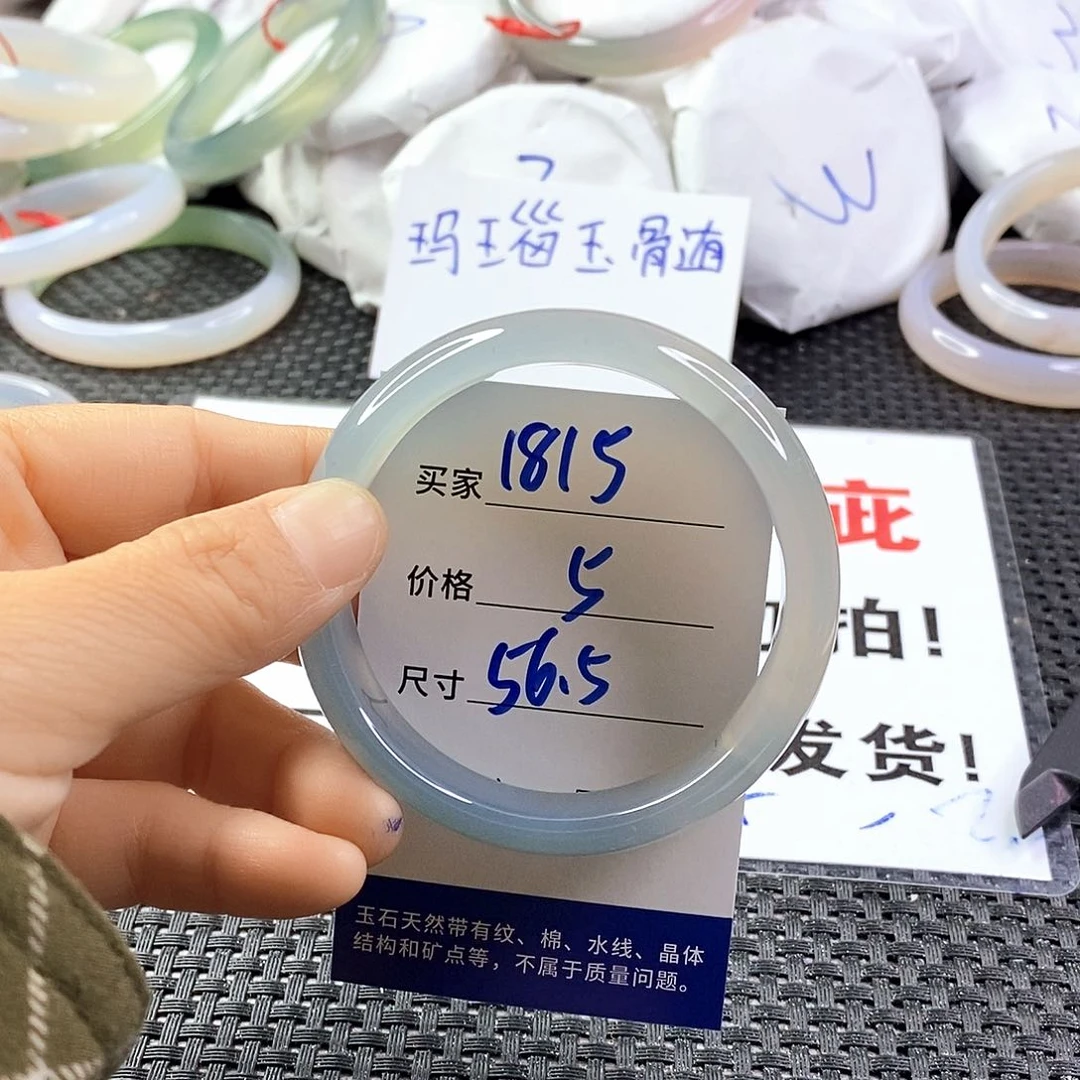 玛瑙玉骨髓
买家 1815
价格 5
尺寸 56.5
拍!
发货!
玉石天然带有纹、棉、水线、晶体
结构和矿点等，不属于质量问题。